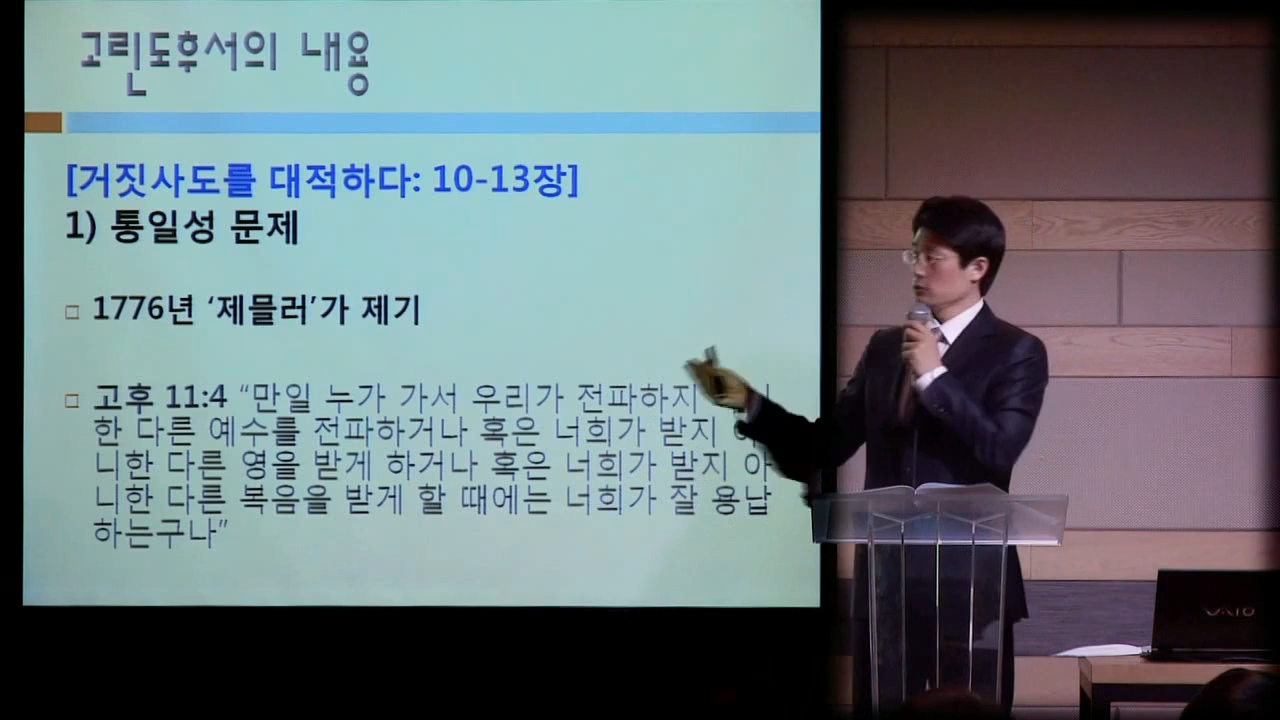 고린도후서의 내용
[거짓사도를 대적하다: 10-13장]
1) 통일성 문제
1776년 ‘제믈러’가 제기
고후 11:4 “만일 누가 가서 우리가 전파하지
한 다른 예수를 전파하거나 혹은 너희가 받지 아
니한 다른 영을 받게 하거나 혹은 너희가 받지 아
니한 다른 복음을 받게 할 때에는 너희가 잘 용납
하는구나”
VAIO